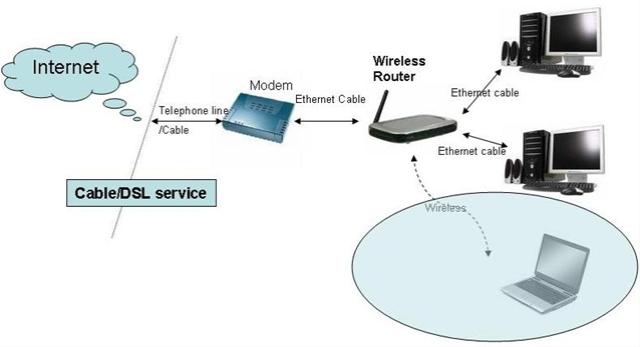 Internet
Cable/DSL service
Telephone line
/Cable
Modem
Ethernet Cable
Wireless
Router
Ethernet cable
Ethernet cable
Wireless